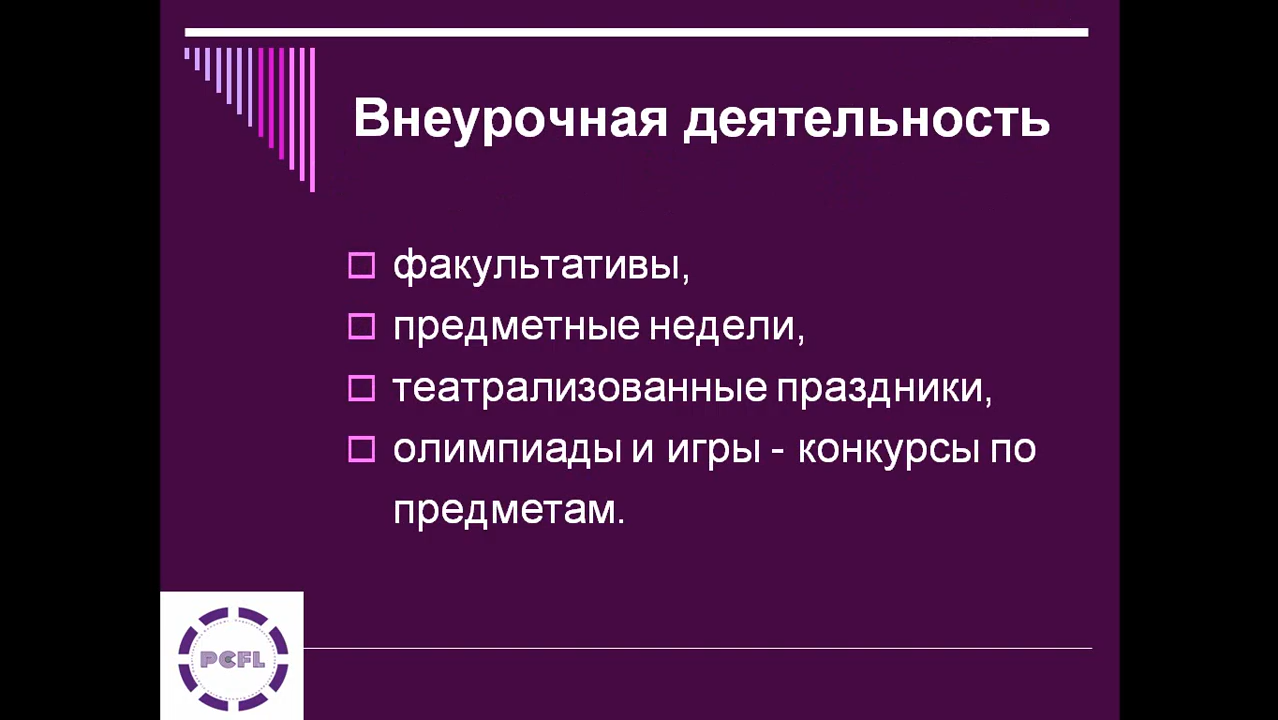 Внеурочная деятельность
факультативы,
предметные недели,
театрализованные праздники,
олимпиады и игры - конкурсы по
предметам.
PCFL